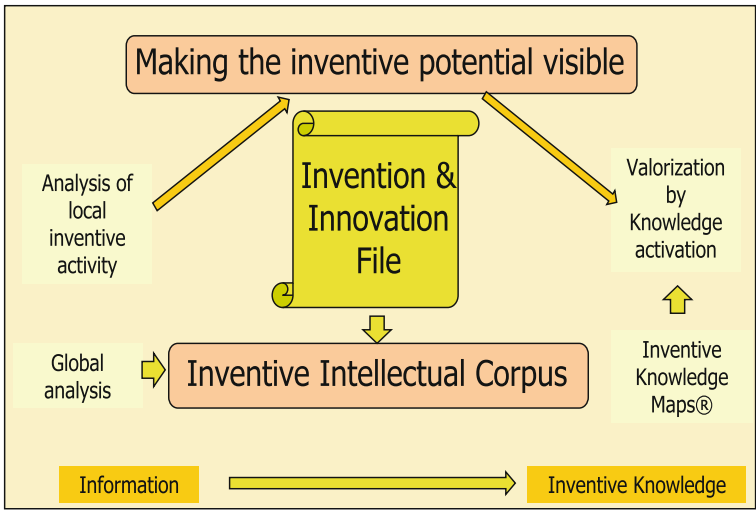 Making the inventive potential visible
Analysis of
local
inventive
activity
Invention &
Innovation
File
Valorization
by
Knowledge
activation
Global
analysis
Inventive Intellectual Corpus
Inventive
Knowledge
Maps®
Information
Inventive Knowledge